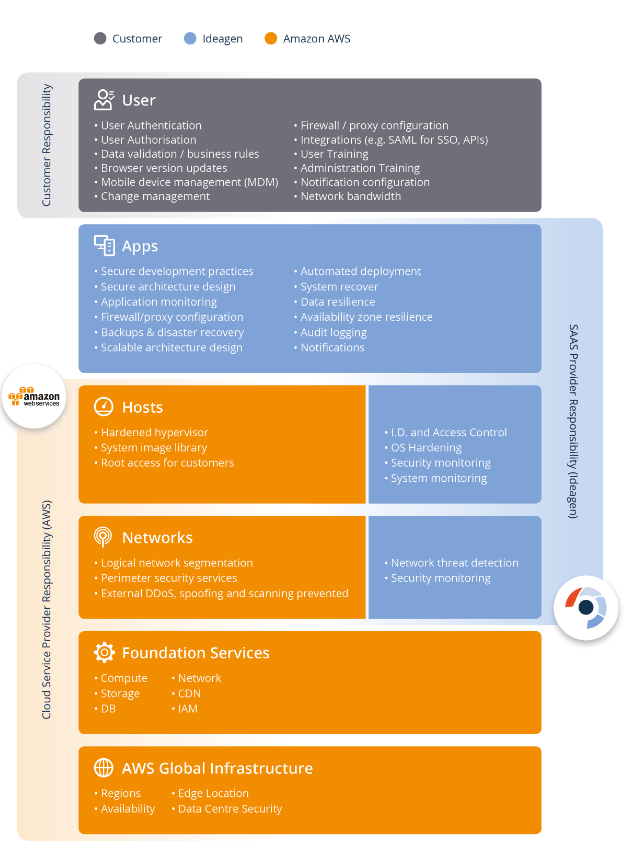 Customer
Ideagen
Amazon AWS
Customer Responsibility
User
• User Authentication
• User Authorisation
• Data validation / business rules
• Browser version updates
• Mobile device management (MDM)
• Change management
• Firewall / proxy configuration
• Integrations (e.g. SAML for SSO, APIs)
• User Training
• Administration Training
• Notification configuration
• Network bandwidth
Apps
• Secure development practices
• Secure architecture design
• Application monitoring
• Firewall/proxy configuration
• Backups & disaster recovery
• Scalable architecture design
• Automated deployment
• System recover
• Data resilience
• Availability zone resilience
• Audit logging
• Notifications
SAAS Provider Responsibility (Ideagen)
amazon
webservices
Cloud Service Provider Responsibility (AWS)
Hosts
• Hardened hypervisor
• System image library
• Root access for customers
• I.D. and Access Control
• OS Hardening
• Security monitoring
• System monitoring
Networks
• Logical network segmentation
• Perimeter security services
• External DDoS, spoofing and scanning prevented
• Network threat detection
• Security monitoring
Foundation Services
• Compute
• Storage
• DB
• Network
• CDN
• IAM
AWS Global Infrastructure
• Regions
• Availability
• Edge Location
• Data Centre Security